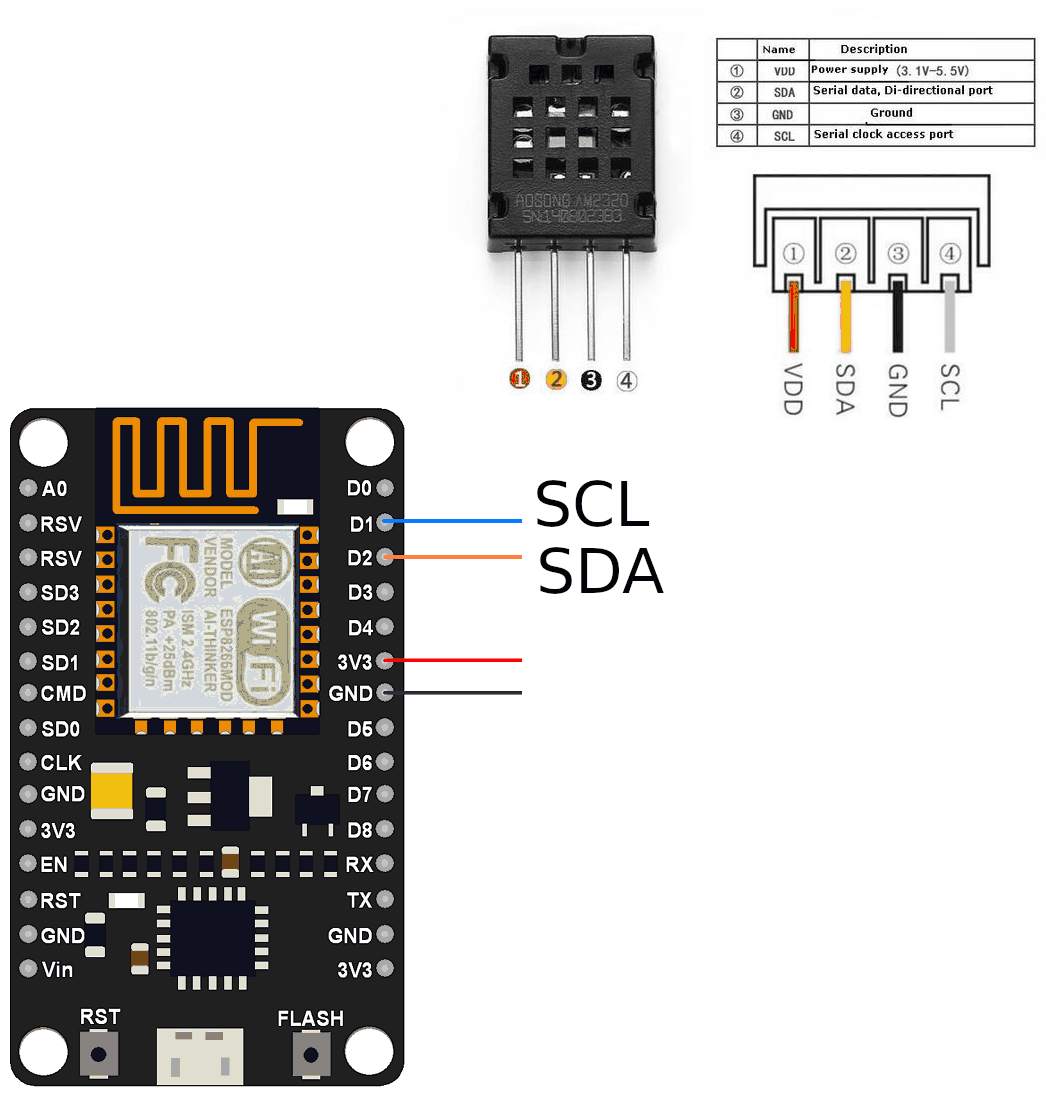 Name Description
① VDD Power supply (3.1V-5.5V)
② SDA Serial data, Di-directional port
③ GND Ground
④ SCL Serial clock access port
AOSONG AM2320
SN140802383
① ② ③ ④
VDD SDA GND SCL
1 2 3 4
A0 D0
RSV D1 SCL
RSV D2 SDA
SD3 D3
SD2 D4
SD1 3V3
CMD GND
SD0 D5
CLK D6
GND D7
3V3 D8
EN RX
RST TX
GND GND
Vin 3V3
FC
Ai
WiFi
MODEL ESP8266MOD
VENDOR AI-THINKER
ISM 2.4GHz
PA +25dBm
802.11b/g/n
RST FLASH